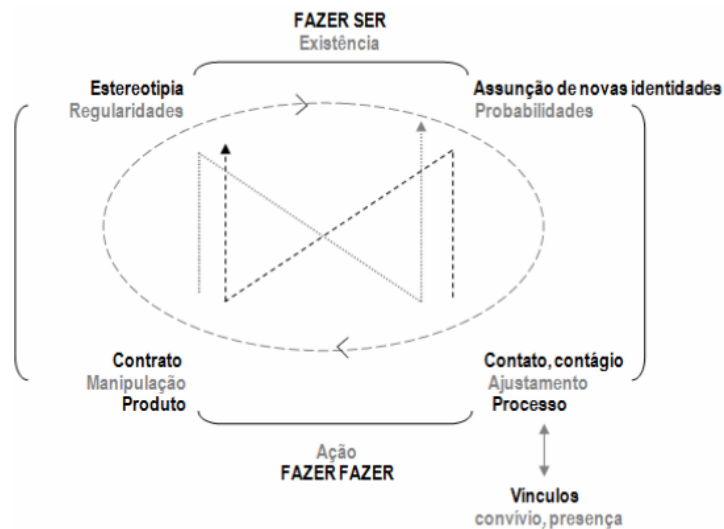 FAZER SER
Existência
Estereotipia
Regularidades
Assunção de novas identidades
Probabilidades
Contrato
Manipulação
Produto
Contato, contágio
Ajustamento
Processo
Ação
FAZER FAZER
Vínculos
convívio, presença